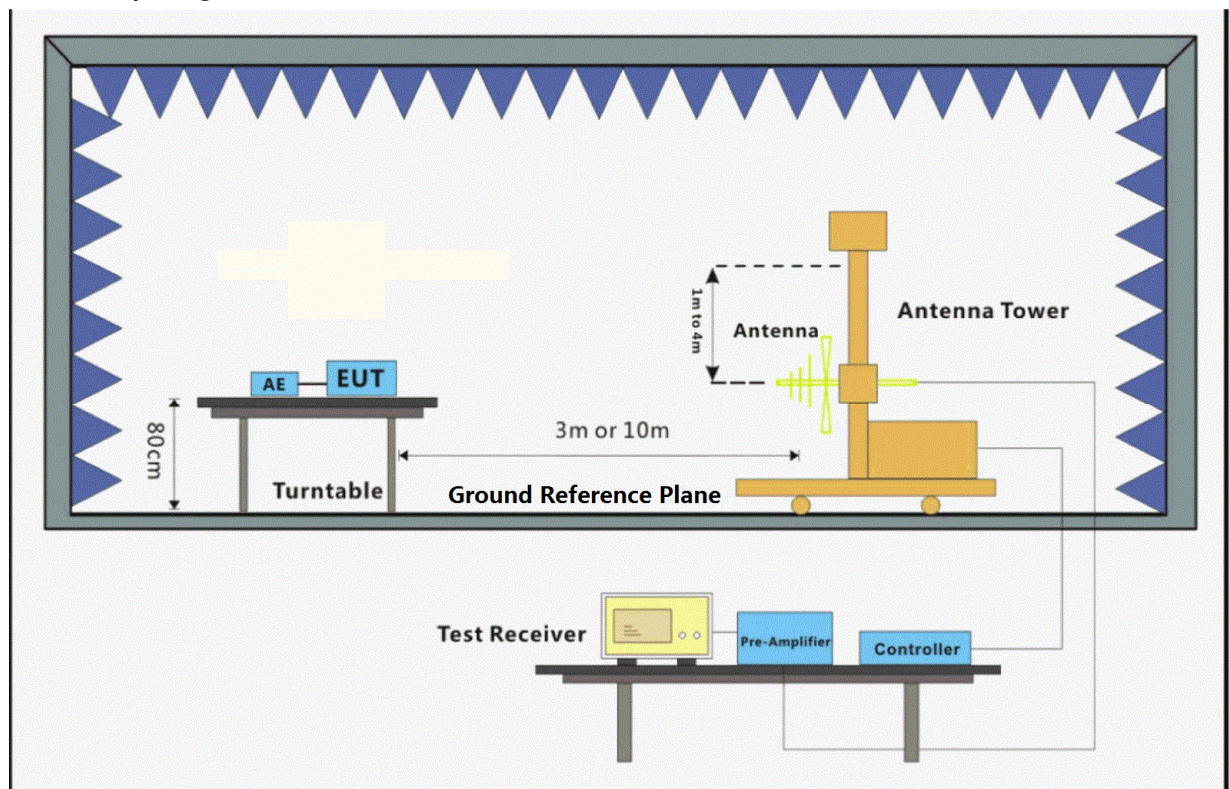 1m to 4m
Antenna Tower
Antenna
AE
EUT
80cm
3m or 10m
Turntable
Ground Reference Plane
Test Receiver
Pre-Amplifier
Controller